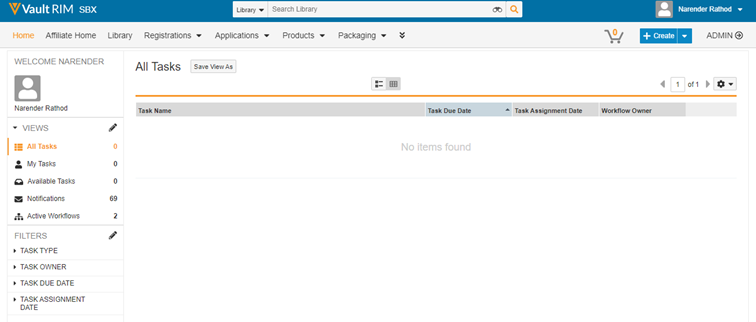 Vault RIM SBX
Library
Search Library
Narender Rathod
Home
Affiliate Home
Library
Registrations
Applications
Products
Packaging
0
+ Create
ADMIN
WELCOME NARENDER
Narender Rathod
VIEWS
All Tasks 0
My Tasks 0
Available Tasks 0
Notifications 69
Active Workflows 2
FILTERS
TASK TYPE
TASK OWNER
TASK DUE DATE
TASK ASSIGNMENT
DATE
All Tasks
Save View As
1 of 1
Task Name
Task Due Date
Task Assignment Date
Workflow Owner
No items found